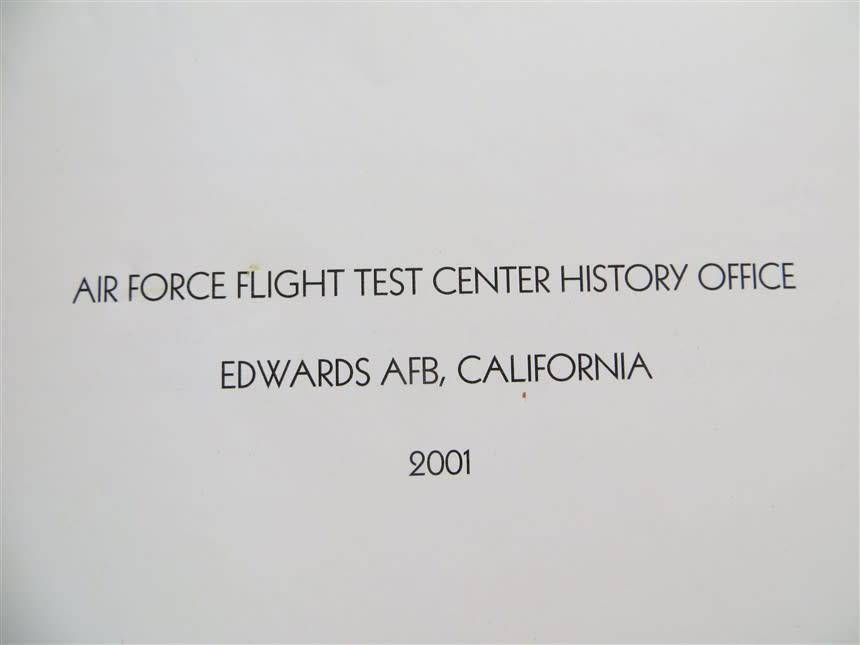 AIR FORCE FLIGHT TEST CENTER HISTORY OFFICE
EDWARDS AFB, CALIFORNIA
2001